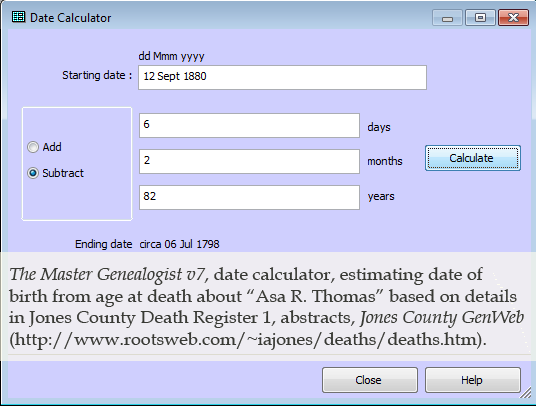 Date Calculator
dd Mmm yyyy
Starting date : 12 Sept 1880
6 days
Add
2 months
Calculate
Subtract
82 years
Ending date circa 06 Jul 1798
The Master Genealogist v7, date calculator, estimating date of
birth from age at death about “Asa R. Thomas” based on details
in Jones County Death Register 1, abstracts, Jones County GenWeb
(http://www.rootsweb.com/~iajones/deaths/deaths.htm).
Close Help